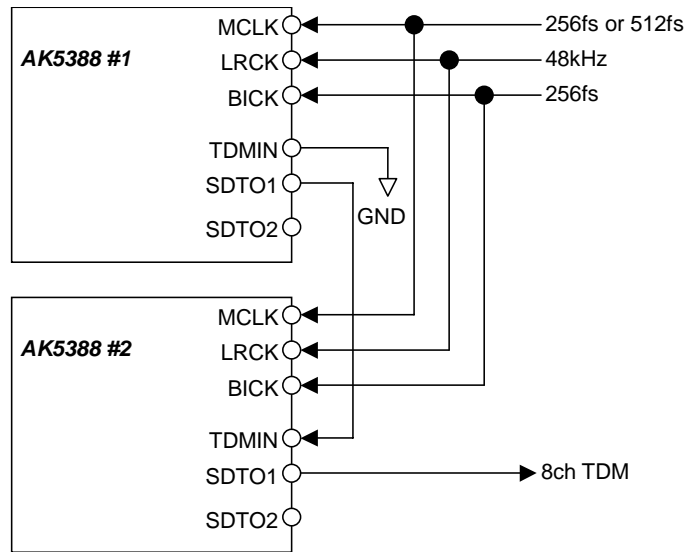 AK5388 #1
MCLK
256fs or 512fs
LRCK
48kHz
BICK
256fs
TDMIN
SDTO1
GND
SDTO2
AK5388 #2
MCLK
LRCK
BICK
TDMIN
SDTO1
8ch TDM
SDTO2